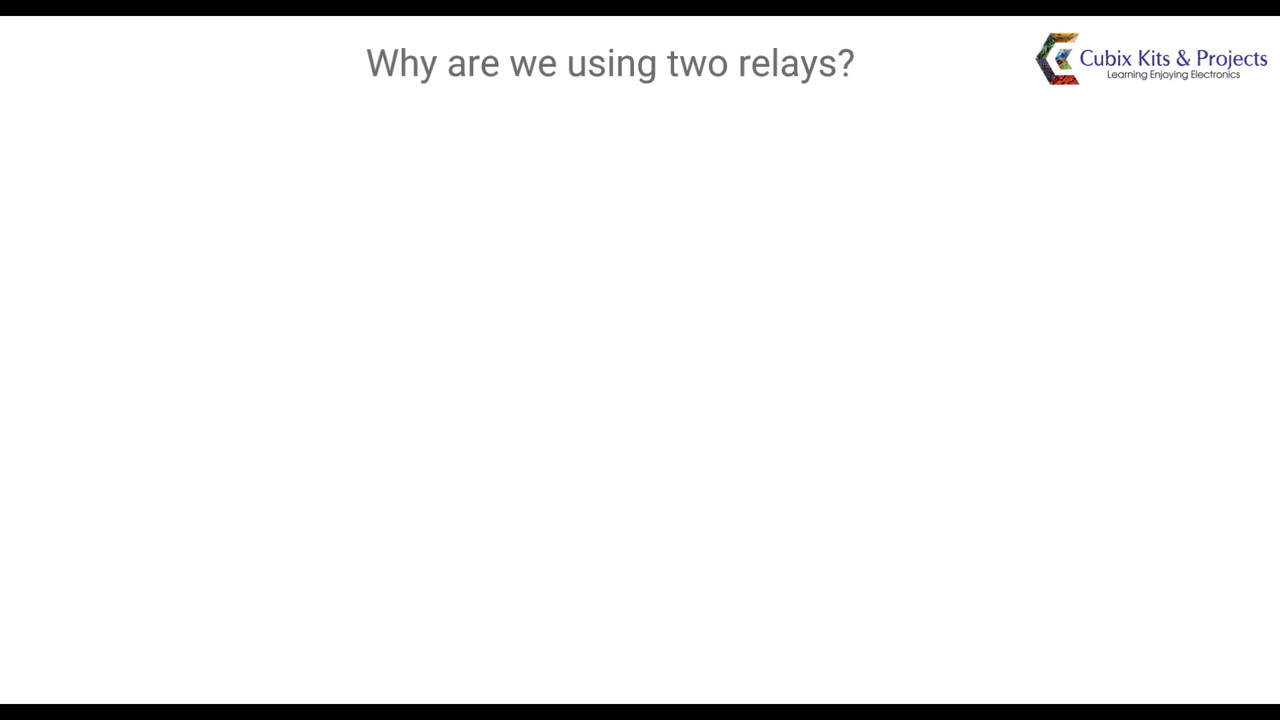 Why are we using two relays?
Cubix Kits & Projects
Learning Enjoying Electronics